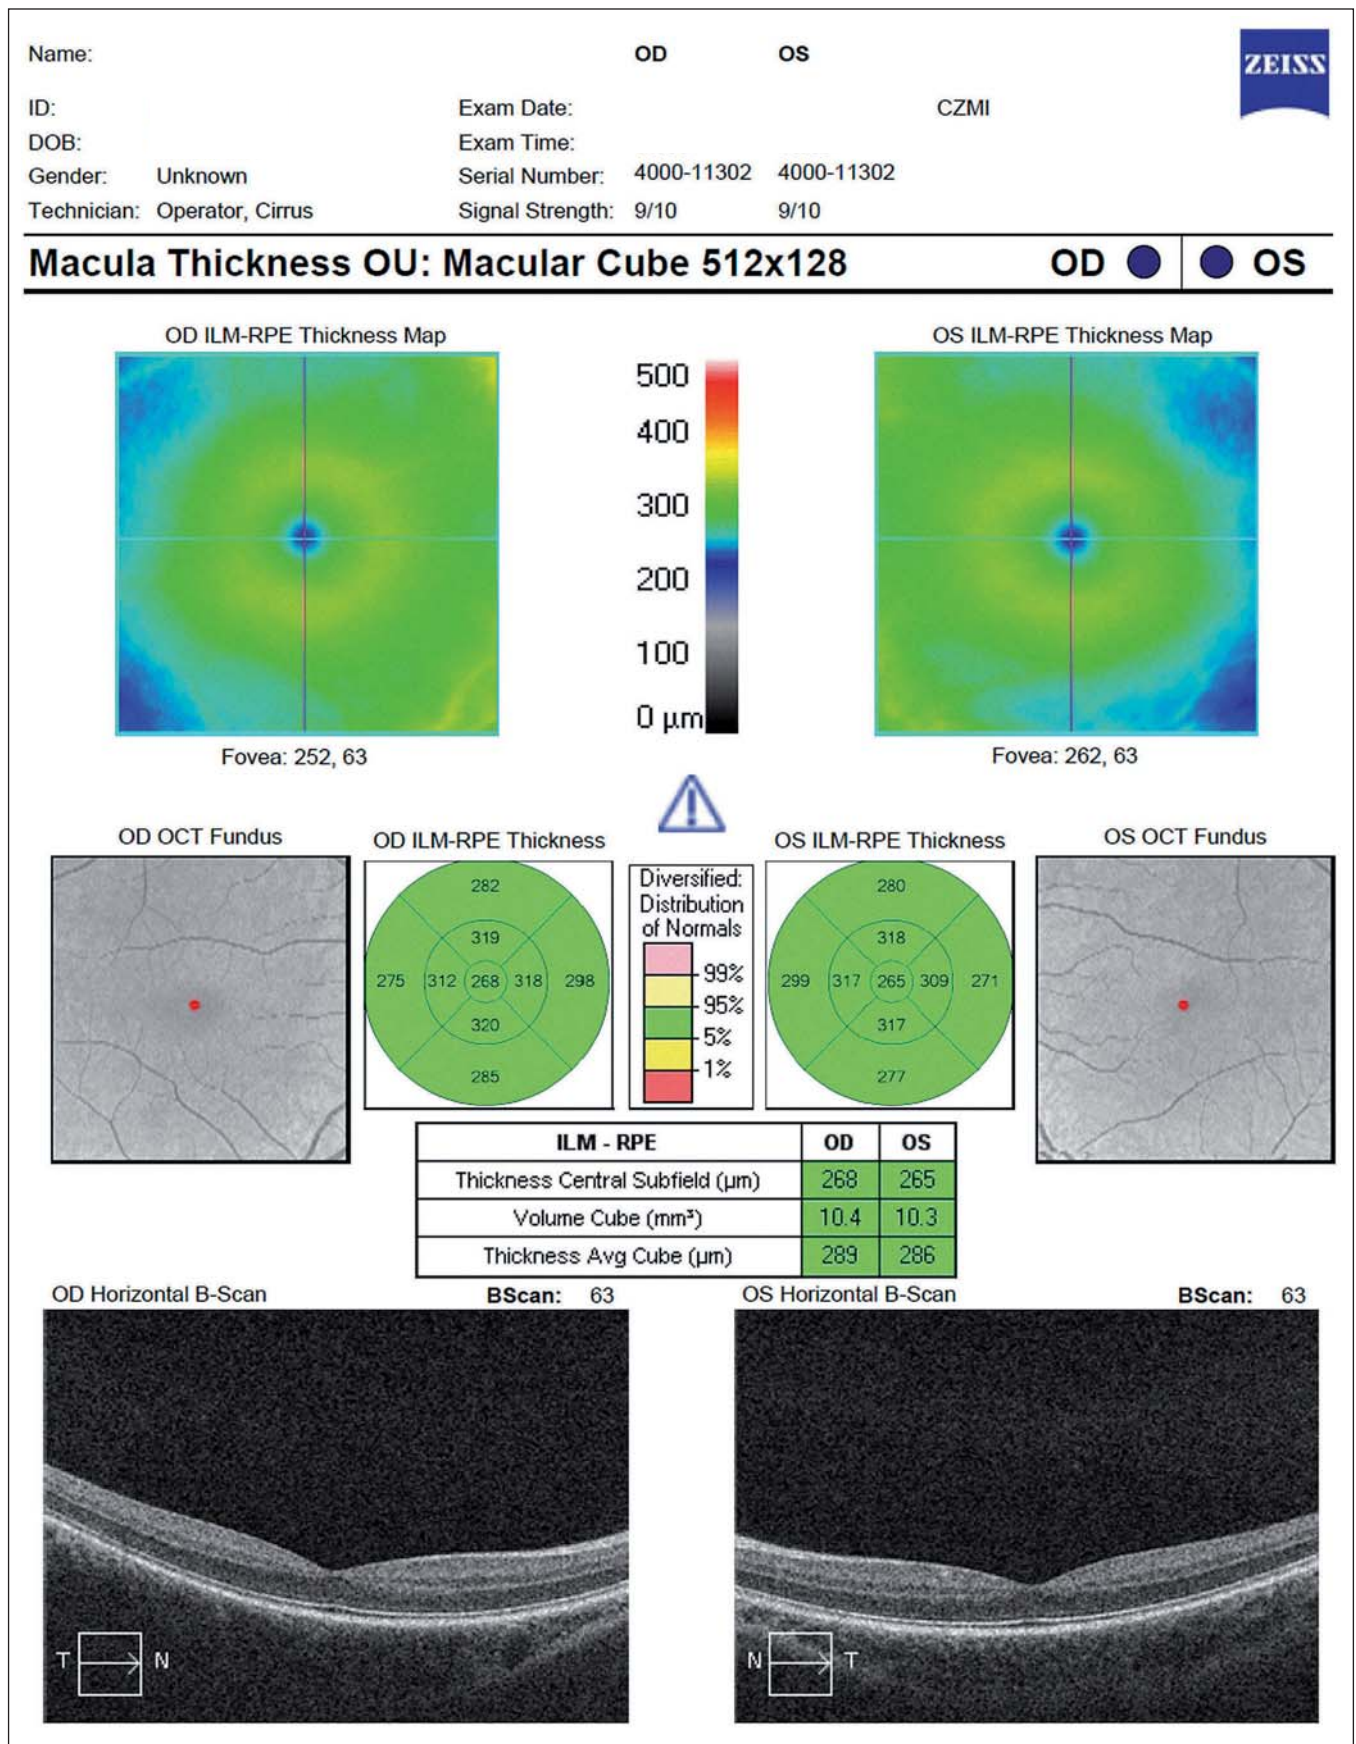 Name: OD OS
ZEISS
ID: Exam Date: CZMI
DOB: Exam Time:
Gender: Unknown Serial Number: 4000-11302 4000-11302
Technician: Operator, Cirrus Signal Strength: 9/10 9/10
Macula Thickness OU: Macular Cube 512x128 OD OS
OD ILM-RPE Thickness Map
500
400
300
200
100
0 µm
OS ILM-RPE Thickness Map
Fovea: 252, 63
Fovea: 262, 63
OD OCT Fundus
OD ILM-RPE Thickness
282
319
275 312 268 318 298
320
285
Diversified:
Distribution
of Normals
99%
95%
5%
1%
OS ILM-RPE Thickness
280
318
299 317 265 309 271
317
277
OS OCT Fundus
ILM - RPE OD OS
Thickness Central Subfield (µm) 268 265
Volume Cube (mm³) 10.4 10.3
Thickness Avg Cube (µm) 289 286
OD Horizontal B-Scan BScan: 63
T N
OS Horizontal B-Scan BScan: 63
N T